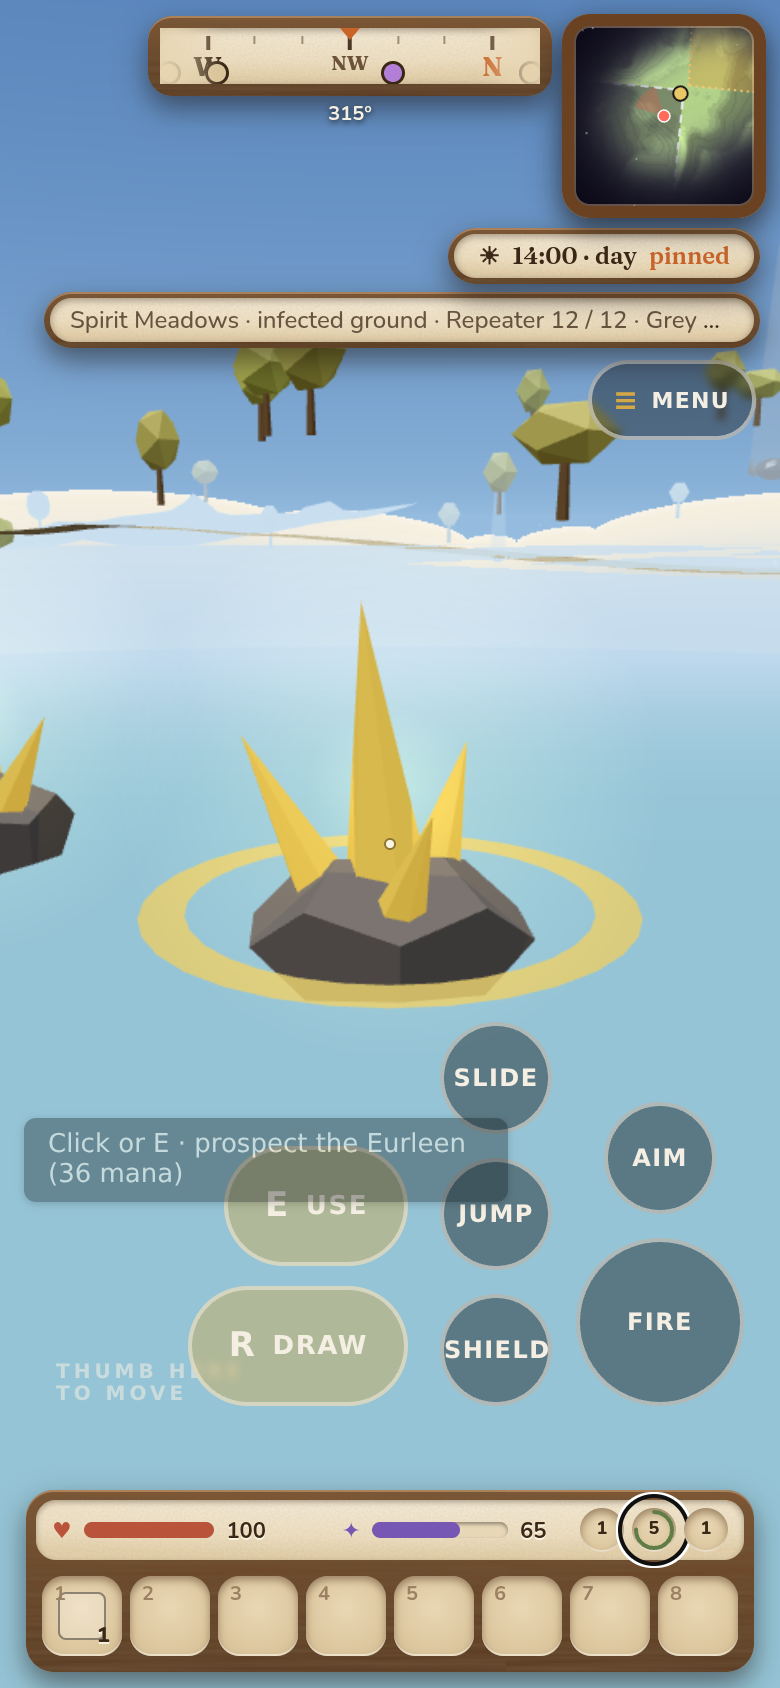 W NW N
315°
14:00 · day pinned
Spirit Meadows · infected ground · Repeater 12 / 12 · Grey ...
MENU
SLIDE
Click or E · prospect the Eurleen
(36 mana)
AIM
E USE
JUMP
FIRE
R DRAW
SHIELD
THUMB HERE
TO MOVE
100 65 1 5 1
1 2 3 4 5 6 7 8
1